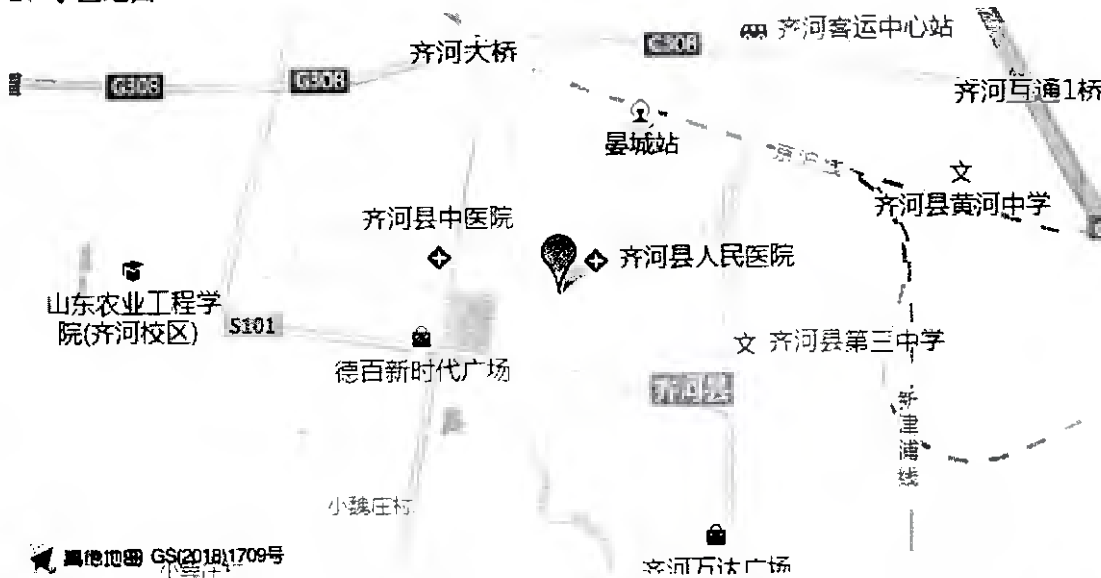 齐河客运中心站
齐河大桥
G308
G308
G308
齐河互通1桥
晏城站
京沪线
文
齐河县黄河中学
齐河县中医院
齐河县人民医院
山东农业工程学
院(齐河校区)
S101
文 齐河县第三中学
德百新时代广场
齐河县
新津浦线
小魏庄村
高德地图 GS(2018)1709号
齐河万达广场